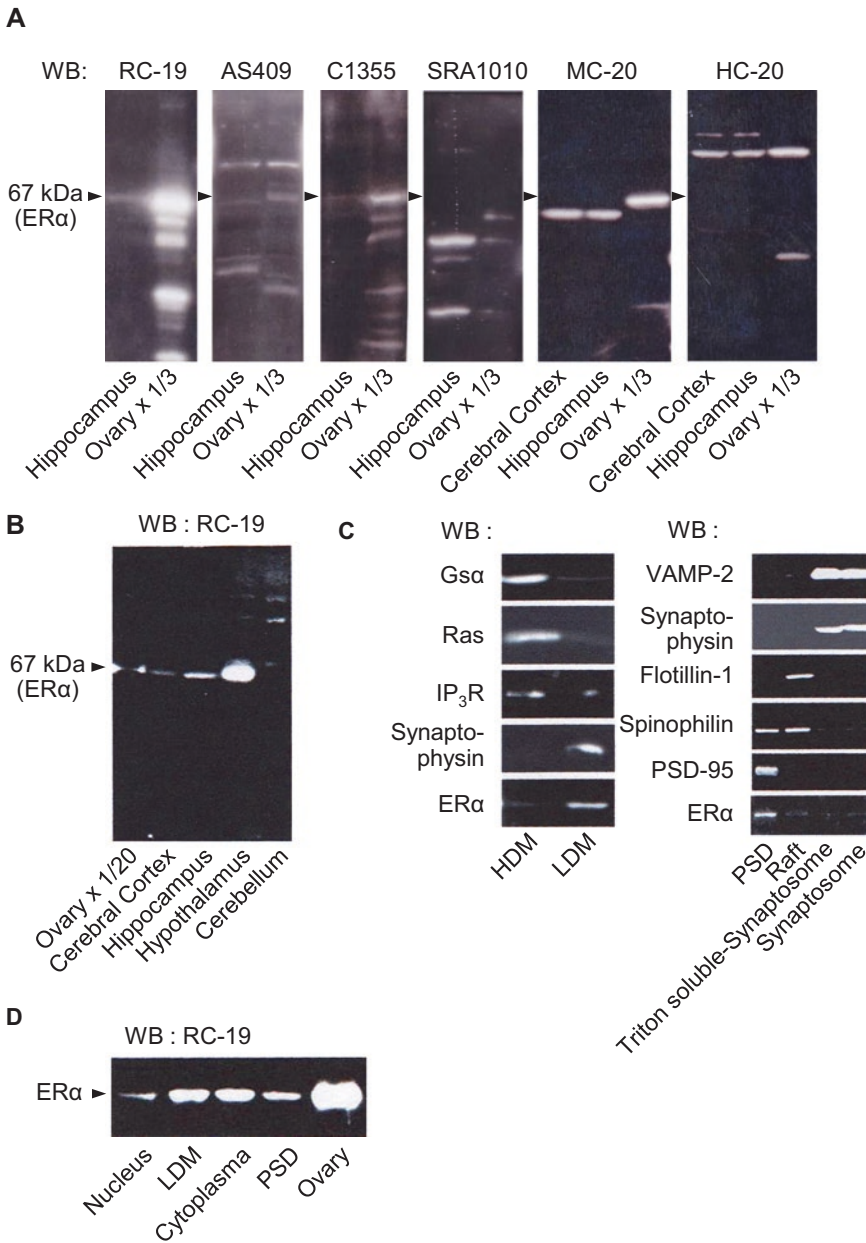 A
WB: RC-19 AS409 C1355 SRA1010 MC-20 HC-20
67 kDa
(ERα)
Hippocampus
Ovary x 1/3
Hippocampus
Ovary x 1/3
Hippocampus
Ovary x 1/3
Hippocampus
Ovary x 1/3
Cerebral Cortex
Hippocampus
Ovary x 1/3
Cerebral Cortex
Hippocampus
Ovary x 1/3
B
WB : RC-19
67 kDa
(ERα)
Ovary x 1/20
Cerebral Cortex
Hippocampus
Hypothalamus
Cerebellum
C
WB :
Gsα
Ras
IP3R
Synapto-
physin
ERα
HDM
LDM
WB :
VAMP-2
Synapto-
physin
Flotillin-1
Spinophilin
PSD-95
ERα
PSD
Raft
Triton soluble-Synaptosome
Synaptosome
D
WB : RC-19
ERα
Nucleus
LDM
Cytoplasma
PSD
Ovary